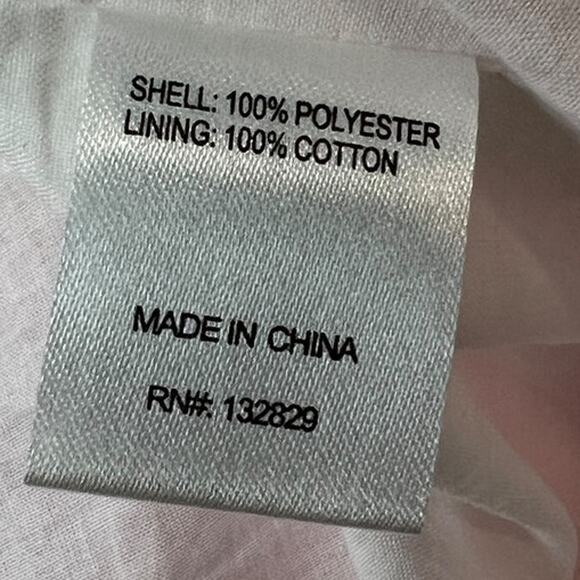 SHELL: 100% POLYESTER
LINING: 100% COTTON
MADE IN CHINA
RN#: 132829